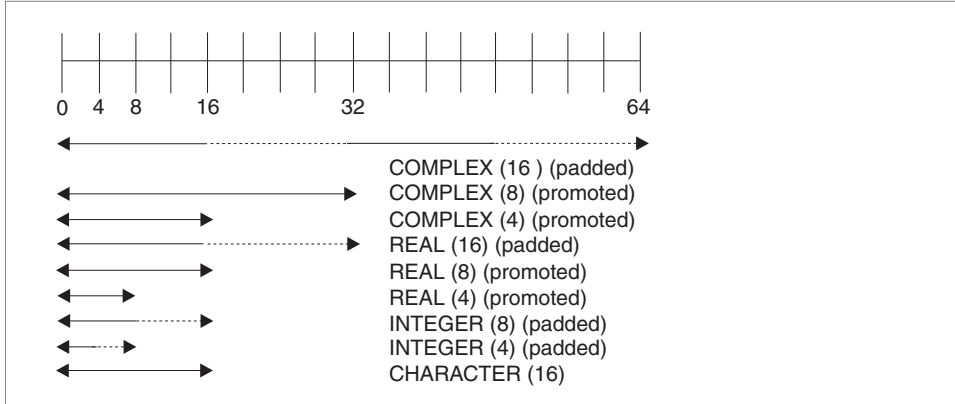 0 4 8 16 32 64
COMPLEX (16 ) (padded)
COMPLEX (8) (promoted)
COMPLEX (4) (promoted)
REAL (16) (padded)
REAL (8) (promoted)
REAL (4) (promoted)
INTEGER (8) (padded)
INTEGER (4) (padded)
CHARACTER (16)